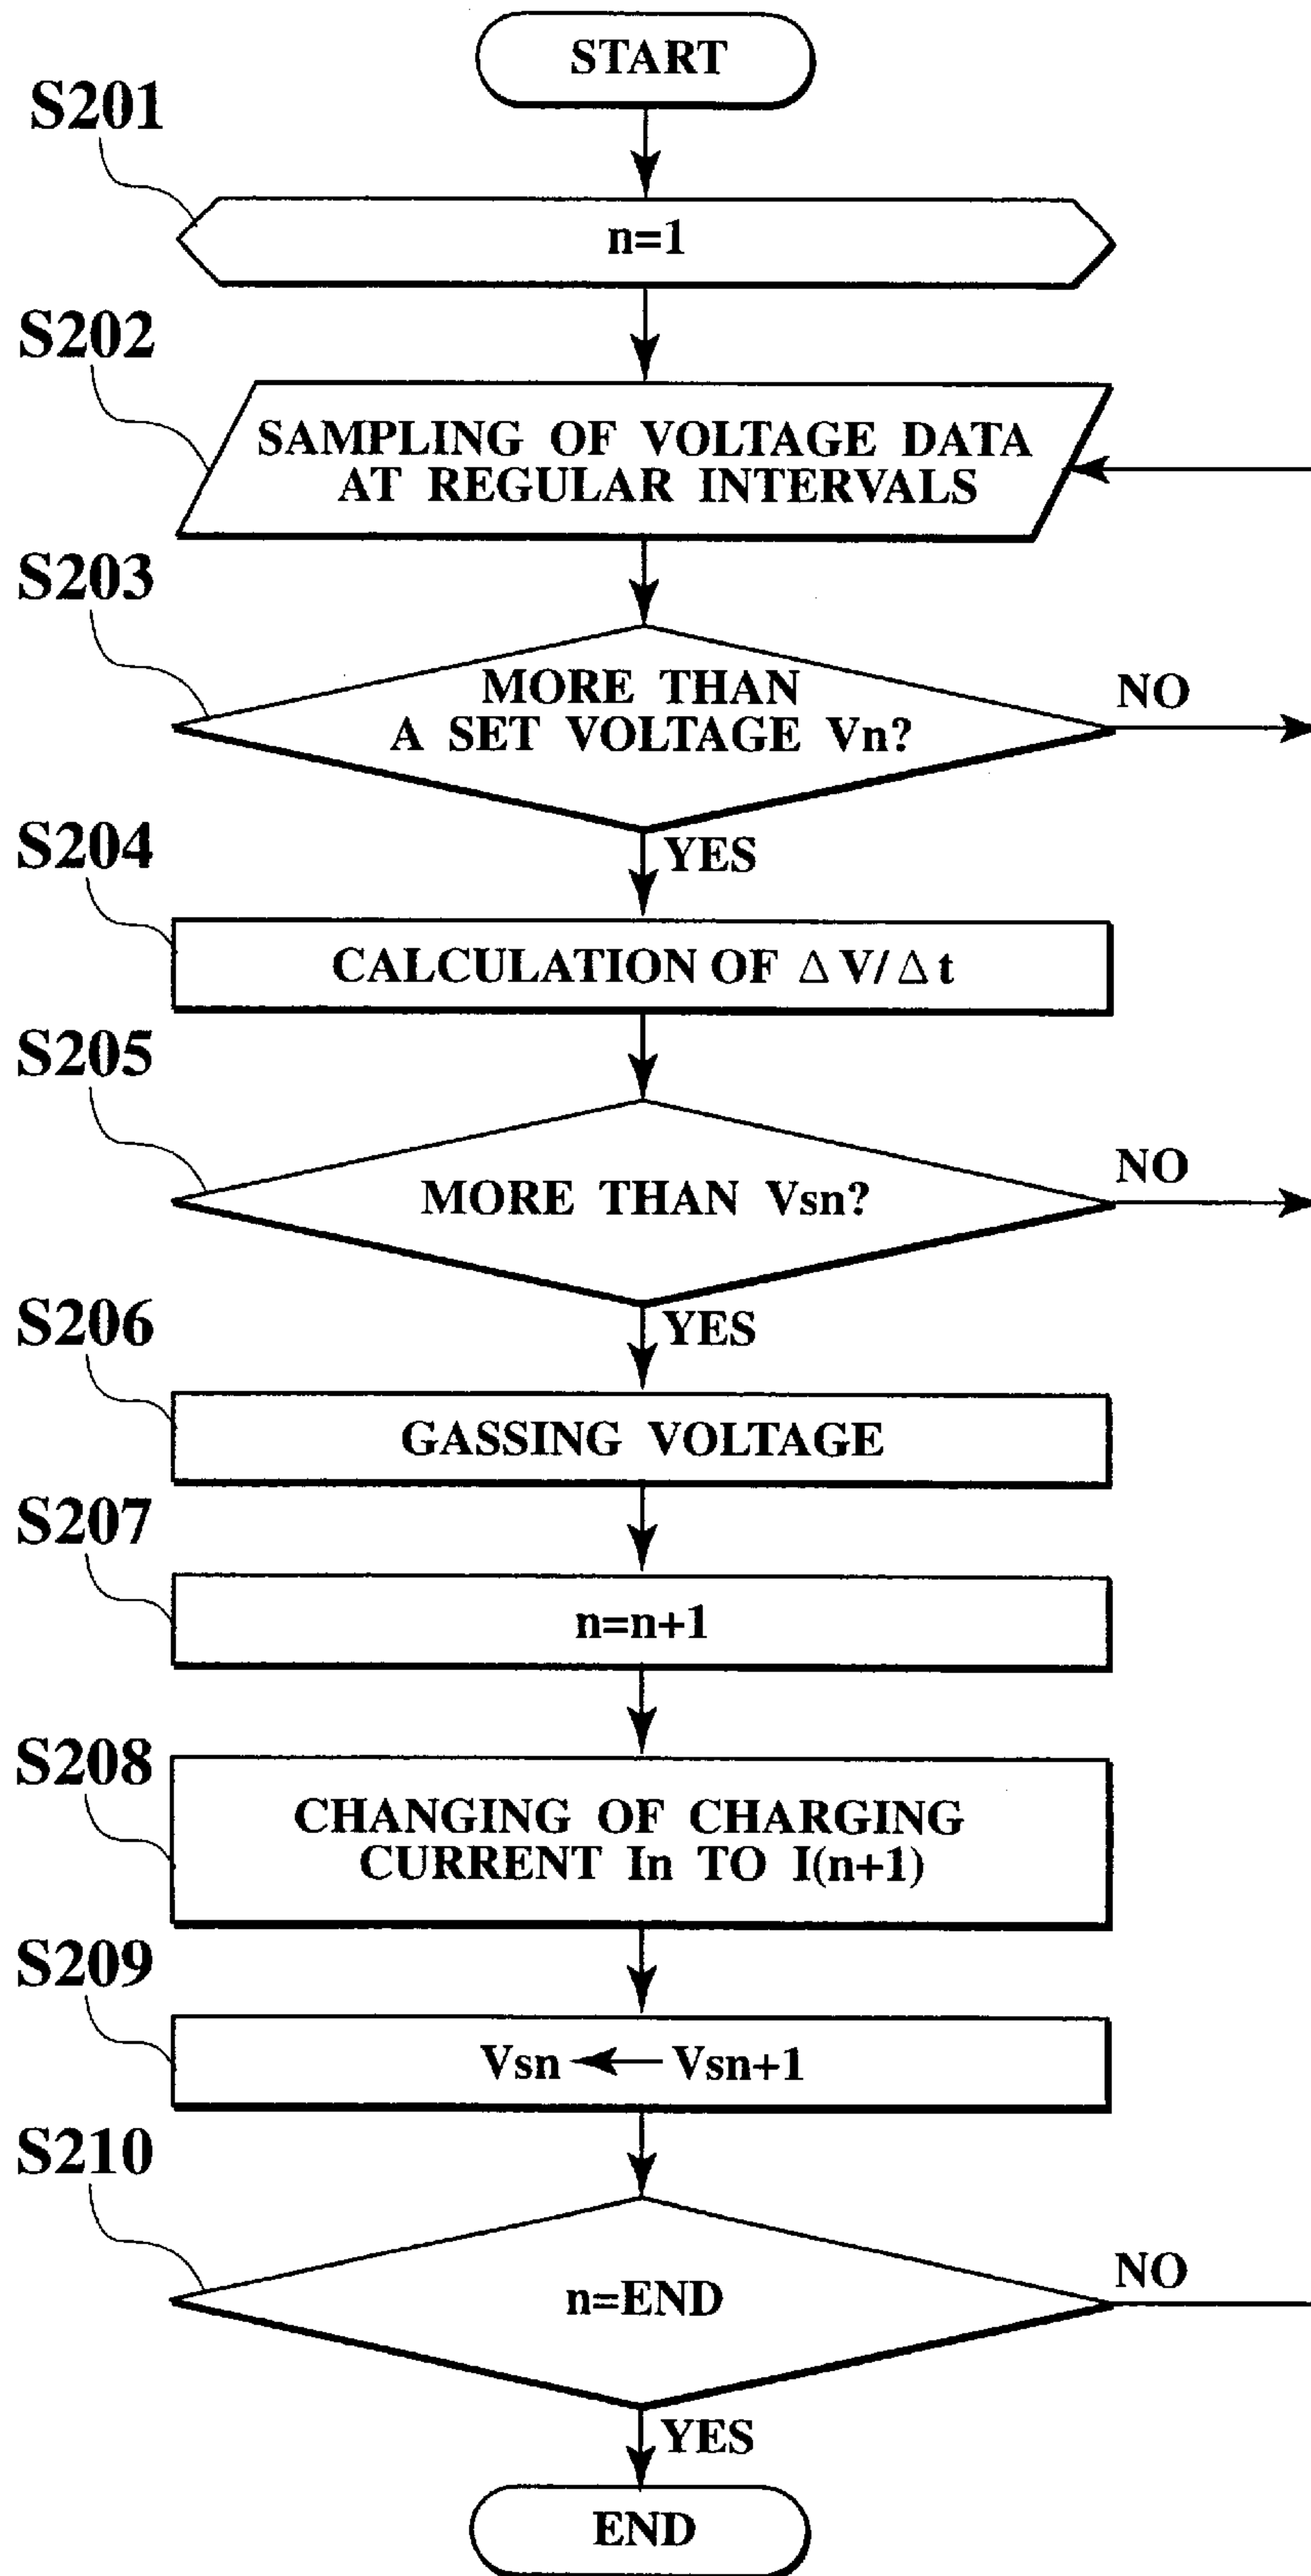 START
S201
n=1
S202
SAMPLING OF VOLTAGE DATA
AT REGULAR INTERVALS
S203
MORE THAN
A SET VOLTAGE Vn?
NO
YES
S204
CALCULATION OF Δ V/ Δ t
S205
MORE THAN Vsn?
NO
YES
S206
GASSING VOLTAGE
S207
n=n+1
S208
CHANGING OF CHARGING
CURRENT In TO I(n+1)
S209
Vsn ← Vsn+1
S210
n=END
NO
YES
END